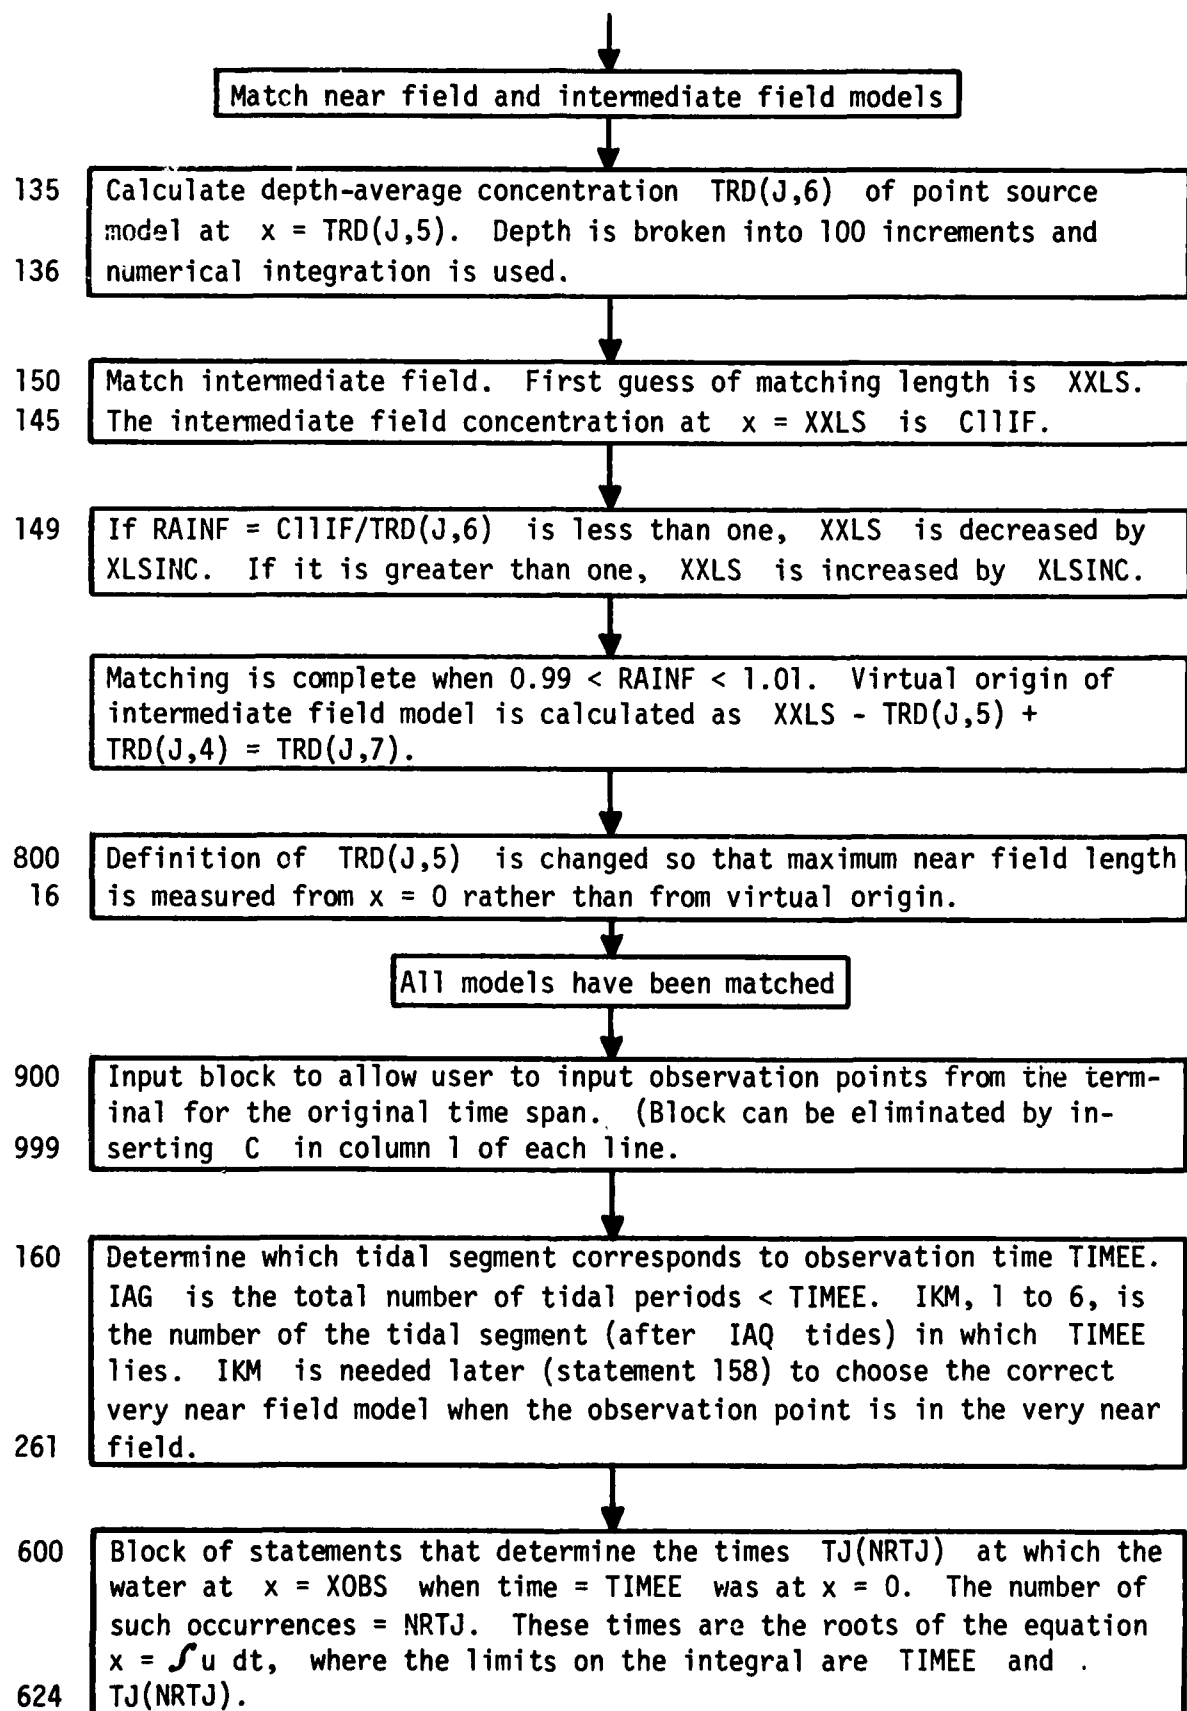 Match near field and intermediate field models
135 Calculate depth-average concentration TRD(J,6) of point source
model at x = TRD(J,5). Depth is broken into 100 increments and
136 numerical integration is used.
150 Match intermediate field. First guess of matching length is XXLS.
145 The intermediate field concentration at x = XXLS is C11IF.
149 If RAINF = C11IF/TRD(J,6) is less than one, XXLS is decreased by
XLSINC. If it is greater than one, XXLS is increased by XLSINC.
Matching is complete when 0.99 < RAINF < 1.01. Virtual origin of
intermediate field model is calculated as XXLS - TRD(J,5) +
TRD(J,4) = TRD(J,7).
800 Definition of TRD(J,5) is changed so that maximum near field length
16 is measured from x = 0 rather than from virtual origin.
All models have been matched
900 Input block to allow user to input observation points from the term-
inal for the original time span. (Block can be eliminated by in-
999 serting C in column 1 of each line.
160 Determine which tidal segment corresponds to observation time TIMEE.
IAG is the total number of tidal periods < TIMEE. IKM, 1 to 6, is
the number of the tidal segment (after IAQ tides) in which TIMEE
lies. IKM is needed later (statement 158) to choose the correct
very near field model when the observation point is in the very near
261 field.
600 Block of statements that determine the times TJ(NRTJ) at which the
water at x = XOBS when time = TIMEE was at x = 0. The number of
such occurrences = NRTJ. These times are the roots of the equation
x = ∫u dt, where the limits on the integral are TIMEE and .
624 TJ(NRTJ).